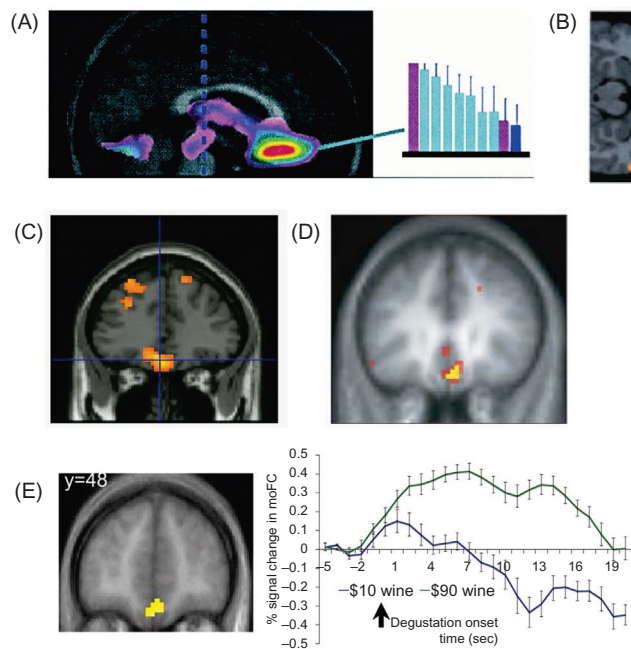 (A)
(B)
(C)
(D)
(E)
y=48
% signal change in moFC
0.5
0.4
0.3
0.2
0.1
0
–0.1
–0.2
–0.3
–0.4
–0.5
–5 –2 1 4 7 10 13 16 19
$10 wine $90 wine
Degustation onset
time (sec)